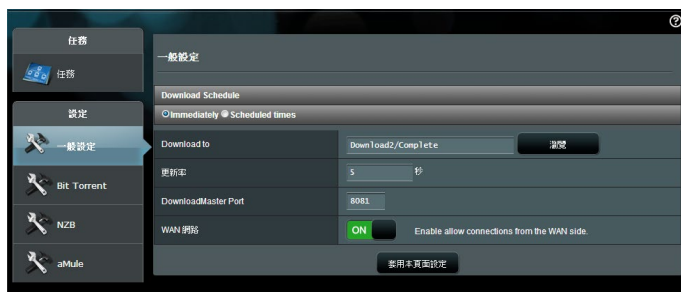 任務
任務
設定
一般設定
Bit Torrent
NZB
aMule
一般設定
Download Schedule
Immediately Scheduled times
Download to Download2/Complete 瀏覽
更新率 5 秒
DownloadMaster Port 8081
WAN 網路 ON Enable allow connections from the WAN side.
套用本頁面設定